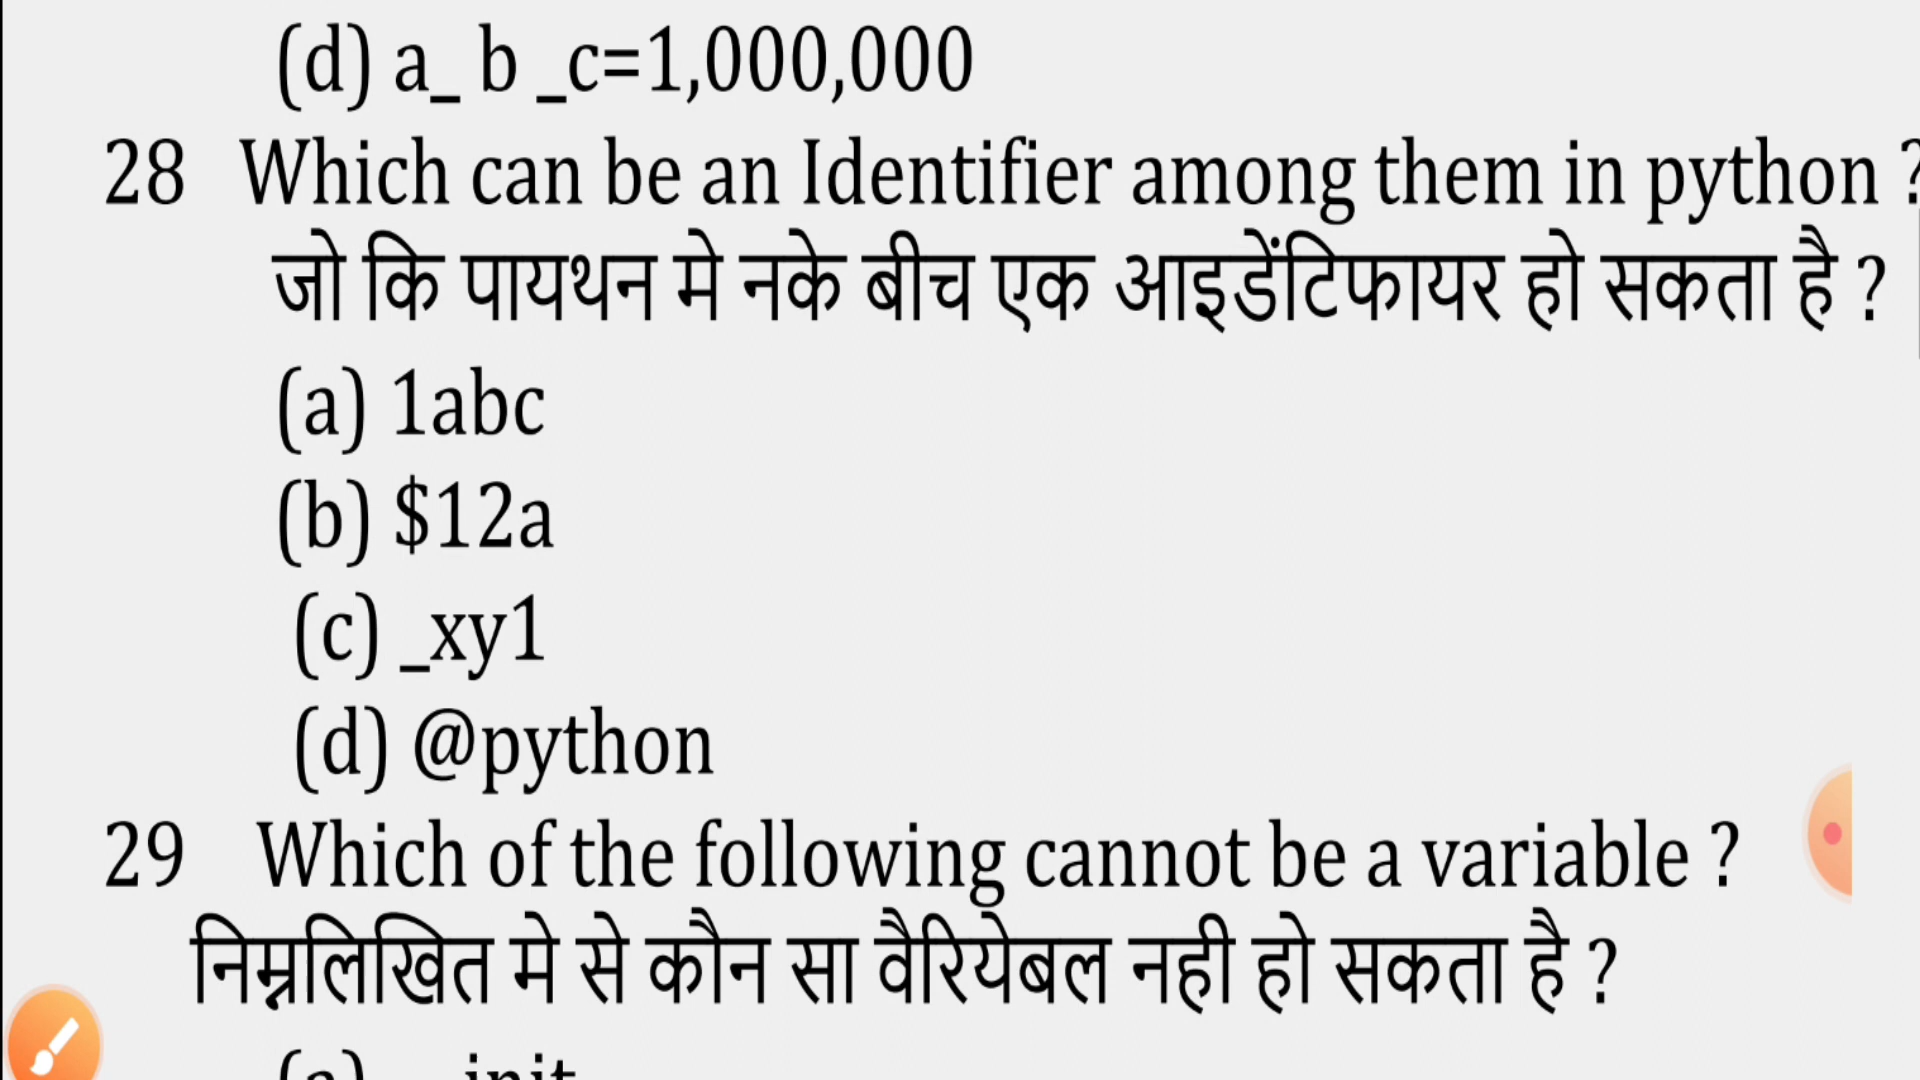 (d) a_ b _c=1,000,000
28 Which can be an Identifier among them in python ?
जो कि पायथन मे नके बीच एक आइडेंटिफायर हो सकता है ?
(a) 1abc
(b) $12a
(c) _xy1
(d) @python
29 Which of the following cannot be a variable ?
निम्नलिखित मे से कौन सा वैरियेबल नही हो सकता है ?